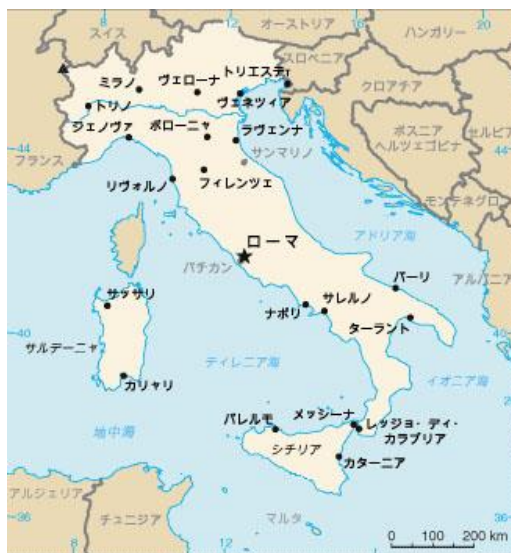 12
16
20
スイス
オーストリア
ハンガリー
スロベニア
トリエステ
ミラノ
ヴェローナ
クロアチア
トリノ
ヴェネツィア
ジェノヴァ
ボローニャ
ラヴェンナ
ボスニア
ヘルツェゴビナ
セルビア
44
44
フランス
サンマリノ
リヴォルノ
フィレンツェ
モンテネグロ
アドリア海
ローマ
バチカン
アルバニア
サッサリ
バーリ
ナポリ
サレルノ
ターラント
40
40
サルデーニャ
ティレニア海
カリャリ
イオニア海
メッシーナ
レッジョ・ディ・
カラブリア
パレルモ
地中海
シチリア
カターニア
アルジェリア
チュニジア
マルタ
36
36
0
100
200 km